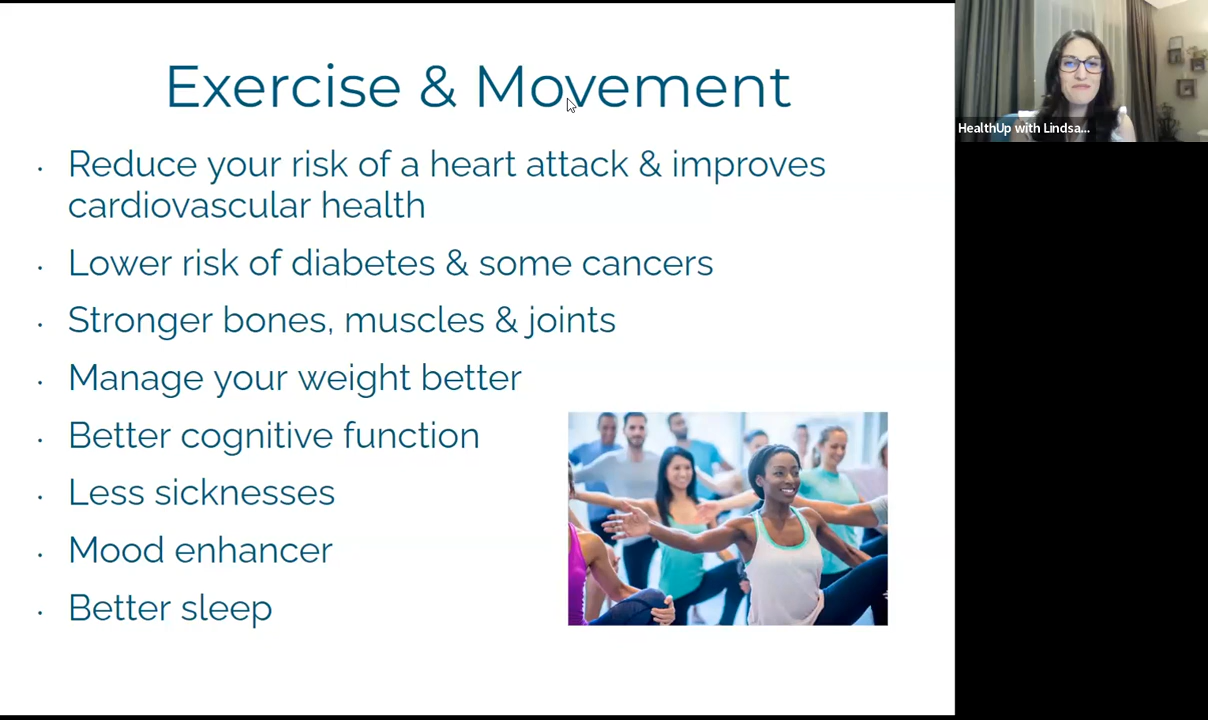 Exercise & Movement
· Reduce your risk of a heart attack & improves
cardiovascular health
· Lower risk of diabetes & some cancers
· Stronger bones, muscles & joints
· Manage your weight better
· Better cognitive function
· Less sicknesses
· Mood enhancer
· Better sleep
HealthUp with Lindsa...